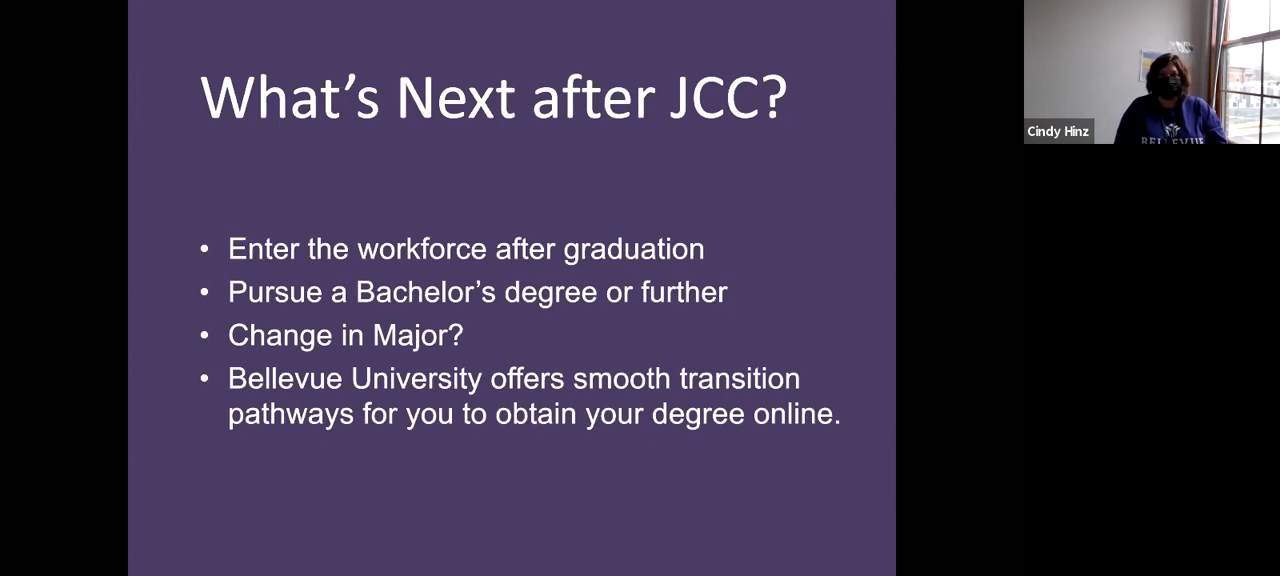 What's Next after JCC?
• Enter the workforce after graduation
• Pursue a Bachelor's degree or further
• Change in Major?
• Bellevue University offers smooth transition
pathways for you to obtain your degree online.
Cindy Hinz
BELLEVUE